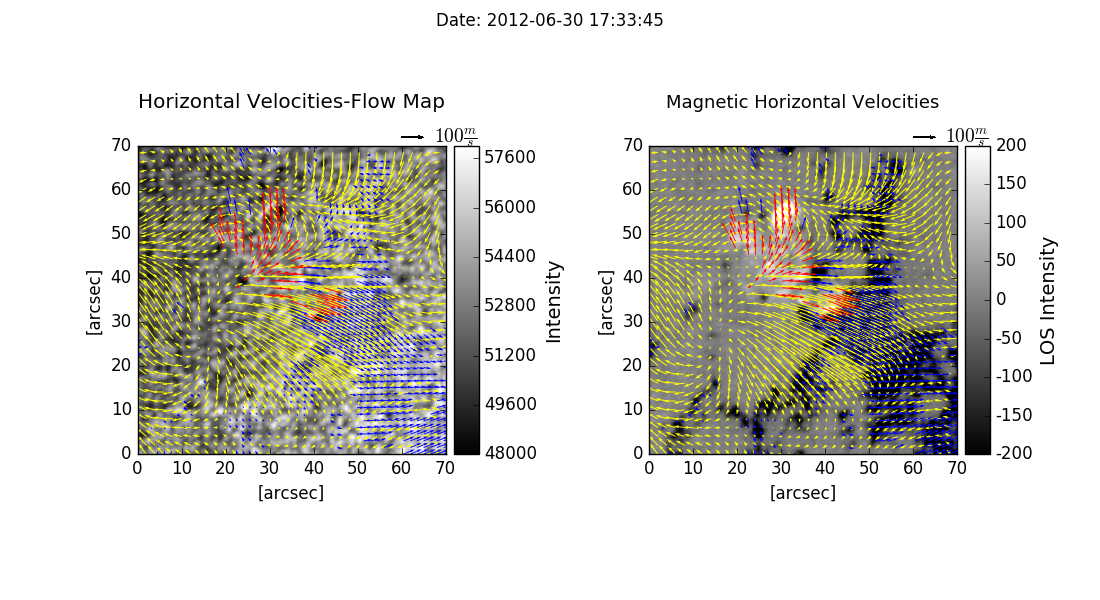 Date: 2012-06-30 17:33:45
Horizontal Velocities-Flow Map
100 m/s
70
60
50
40
30
20
10
0
[arcsec]
0 10 20 30 40 50 60 70
[arcsec]
57600
56000
54400
52800
51200
49600
48000
Intensity
Magnetic Horizontal Velocities
100 m/s
70
60
50
40
30
20
10
0
[arcsec]
0 10 20 30 40 50 60 70
[arcsec]
200
150
100
50
0
-50
-100
-150
-200
LOS Intensity